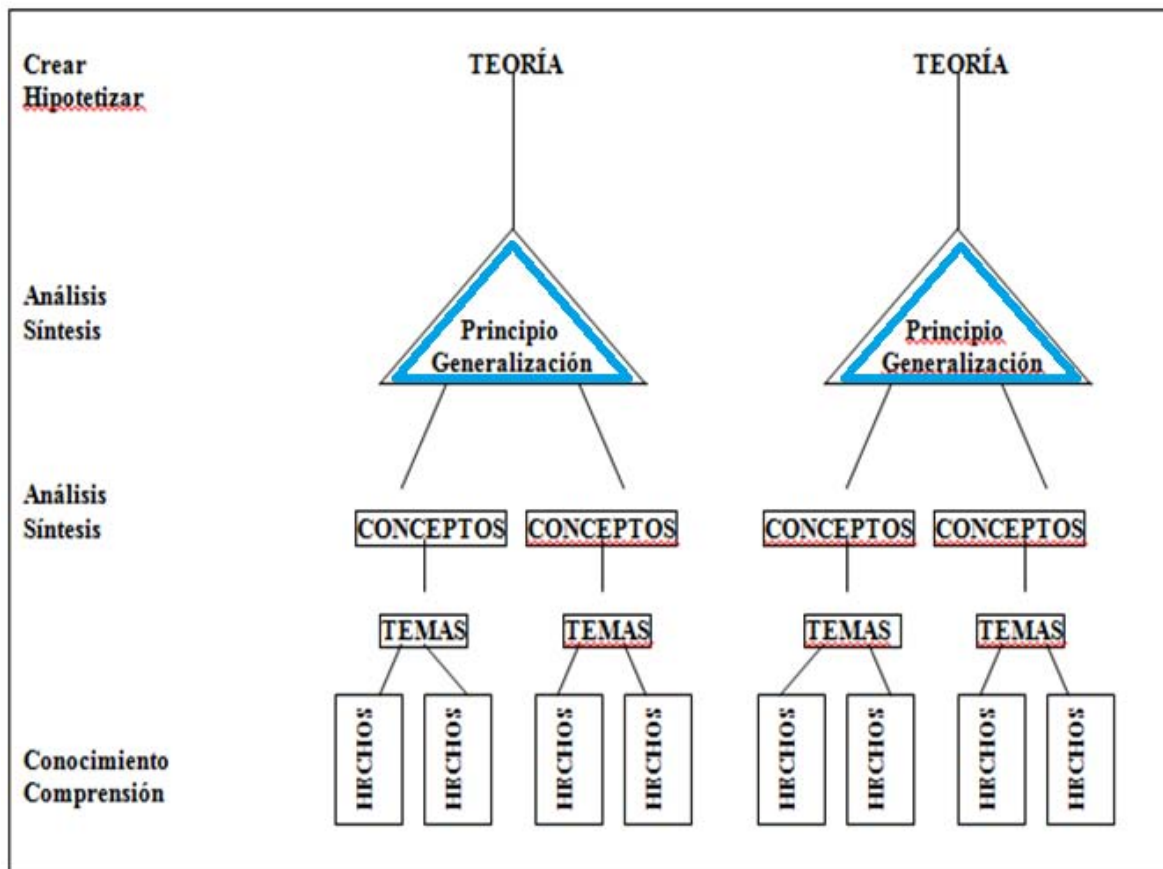 Crear
Hipotetizar
TEORÍA
TEORÍA
Análisis
Síntesis
Principio
Generalización
Principio
Generalización
Análisis
Síntesis
CONCEPTOS
CONCEPTOS
CONCEPTOS
CONCEPTOS
TEMAS
TEMAS
TEMAS
TEMAS
Conocimiento
Comprensión
HECHOS
HECHOS
HECHOS
HECHOS
HECHOS
HECHOS
HECHOS
HECHOS